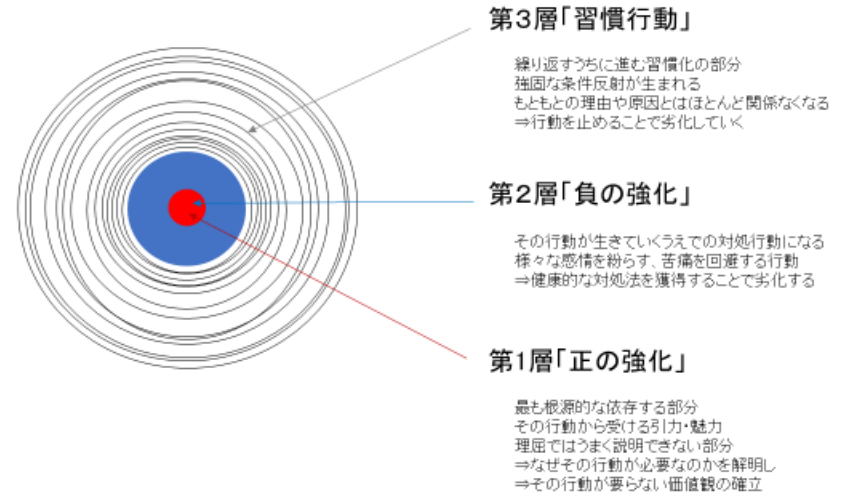 第3層「習慣行動」
繰り返すうちに進む習慣化の部分
強固な条件反射が生まれる
もともとの理由や原因とはほとんど関係なくなる
⇒行動を止めることで劣化していく
第2層「負の強化」
その行動が生きていくうえでの対処行動になる
様々な感情を紛らす、苦痛を回避する行動
⇒健康的な対処法を獲得することで劣化する
第1層「正の強化」
最も根源的な依存する部分
その行動から受ける引力・魅力
理屈ではうまく説明できない部分
⇒なぜその行動が必要なのかを解明し
⇒その行動が要らない価値観の確立